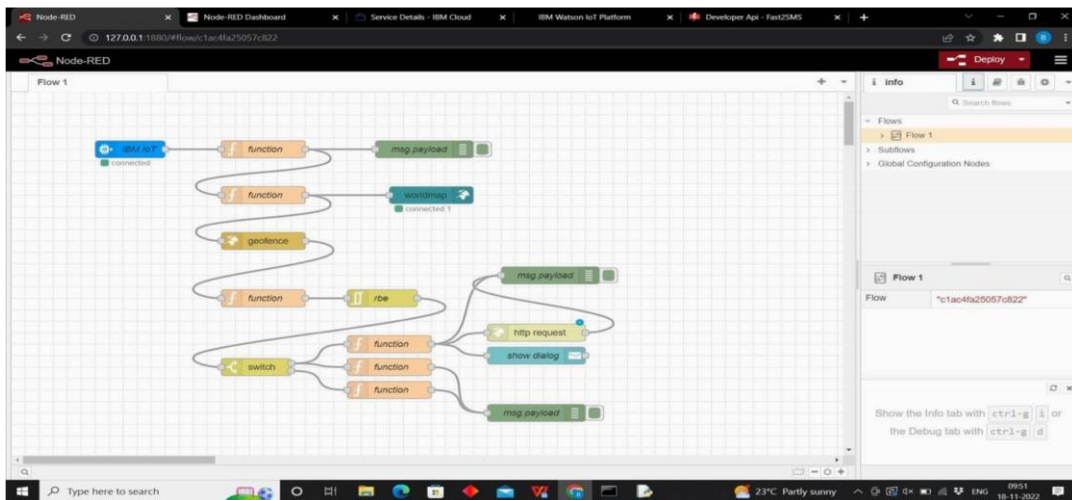 Node-RED
Node-RED Dashboard
Service Details - IBM Cloud
IBM Watson IoT Platform
Developer Api - Fast2SMS
127.0.0.1:1880/#flow/c1ac4fa25057c822
Node-RED
Deploy
Flow 1
info
Search flows
Flows
Flow 1
Subflows
Global Configuration Nodes
IBM IoT
connected
function
msg.payload
function
worldmap
connected 1
geofence
function
rbe
msg.payload
http request
function
show dialog
switch
function
function
msg.payload
Flow 1
Flow "c1ac4fa25057c822"
Show the Info tab with ctrl-g i or
the Debug tab with ctrl-g d
Type here to search
23°C Partly sunny
ENG
09:51
18-11-2022